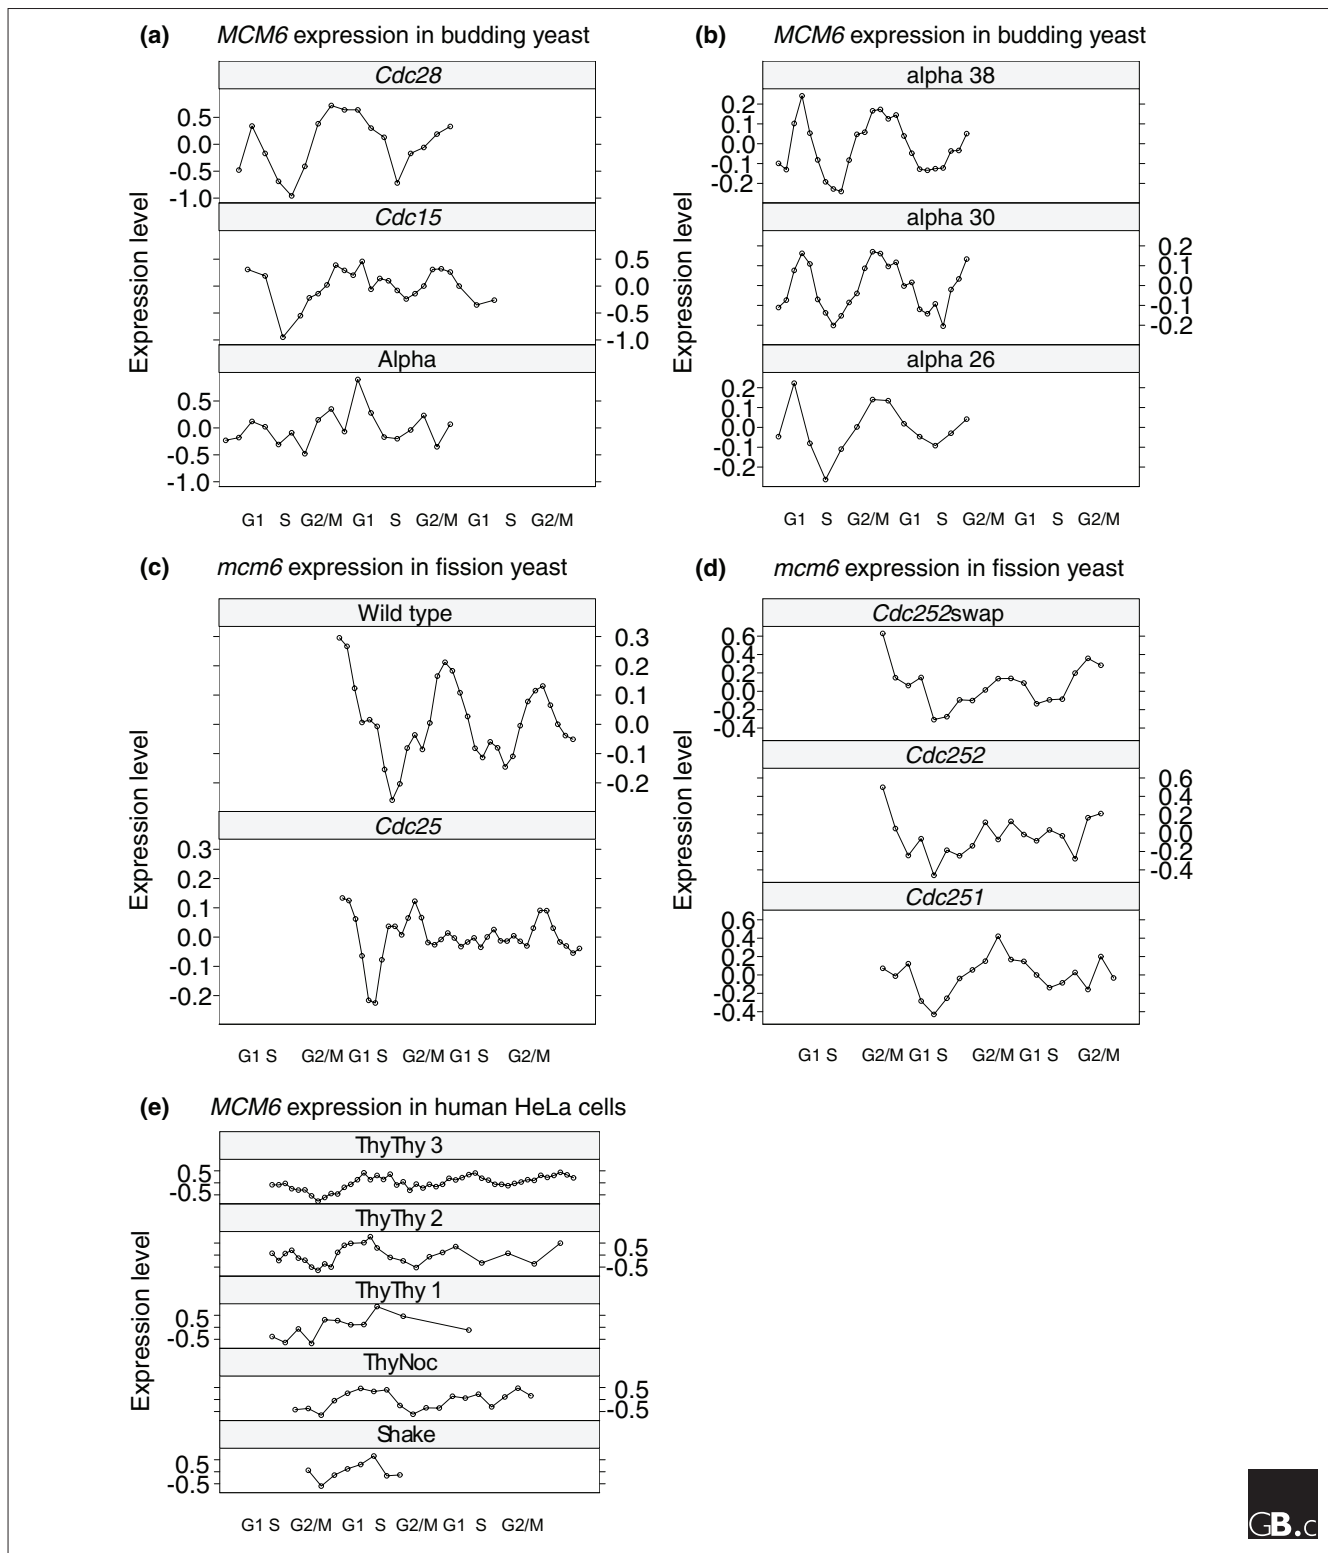 (a) MCM6 expression in budding yeast
Cdc28
0.5
0.0
-0.5
-1.0
Cdc15
0.5
0.0
-0.5
-1.0
Alpha
0.5
0.0
-0.5
-1.0
Expression level
G1 S G2/M G1 S G2/M G1 S G2/M
(b) MCM6 expression in budding yeast
alpha 38
0.2
0.1
0.0
-0.1
-0.2
alpha 30
0.2
0.1
0.0
-0.1
-0.2
alpha 26
0.2
0.1
0.0
-0.1
-0.2
Expression level
G1 S G2/M G1 S G2/M G1 S G2/M
(c) mcm6 expression in fission yeast
Wild type
0.3
0.2
0.1
0.0
-0.1
-0.2
Cdc25
0.3
0.2
0.1
0.0
-0.1
-0.2
Expression level
G1 S G2/M G1 S G2/M G1 S G2/M
(d) mcm6 expression in fission yeast
Cdc252swap
0.6
0.4
0.2
0.0
-0.2
-0.4
Cdc252
0.6
0.4
0.2
0.0
-0.2
-0.4
Cdc251
0.6
0.4
0.2
0.0
-0.2
-0.4
Expression level
G1 S G2/M G1 S G2/M G1 S G2/M
(e) MCM6 expression in human HeLa cells
ThyThy 3
0.5
-0.5
ThyThy 2
0.5
-0.5
ThyThy 1
0.5
-0.5
ThyNoc
0.5
-0.5
Shake
0.5
-0.5
Expression level
G1 S G2/M G1 S G2/M G1 S G2/M
GB.c